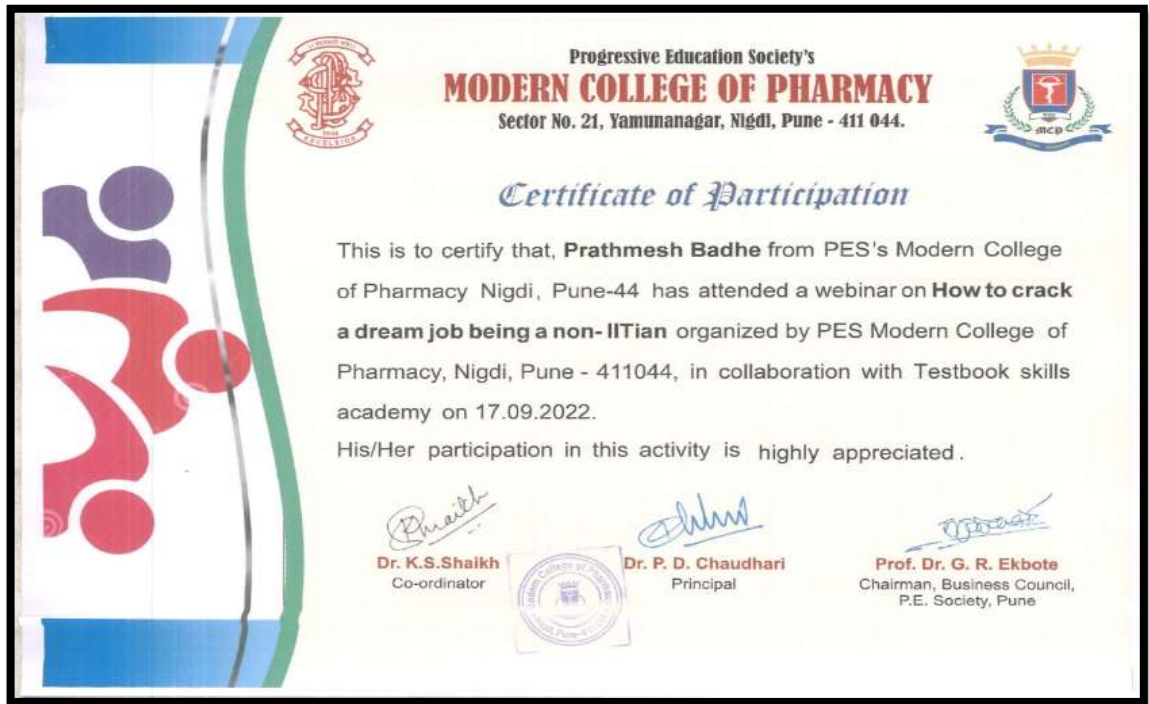 Progressive Education Society's
MODERN COLLEGE OF PHARMACY
Sector No. 21, Yamunanagar, Nigdi, Pune - 411 044.
EXCELSIOR
MCP
Certificate of Participation
This is to certify that, Prathmesh Badhe from PES's Modern College
of Pharmacy Nigdi, Pune-44 has attended a webinar on How to crack
a dream job being a non- IITian organized by PES Modern College of
Pharmacy, Nigdi, Pune - 411044, in collaboration with Testbook skills
academy on 17.09.2022.
His/Her participation in this activity is highly appreciated.
Dr. K.S.Shaikh
Co-ordinator
Dr. P. D. Chaudhari
Principal
Prof. Dr. G. R. Ekbote
Chairman, Business Council,
P.E. Society, Pune